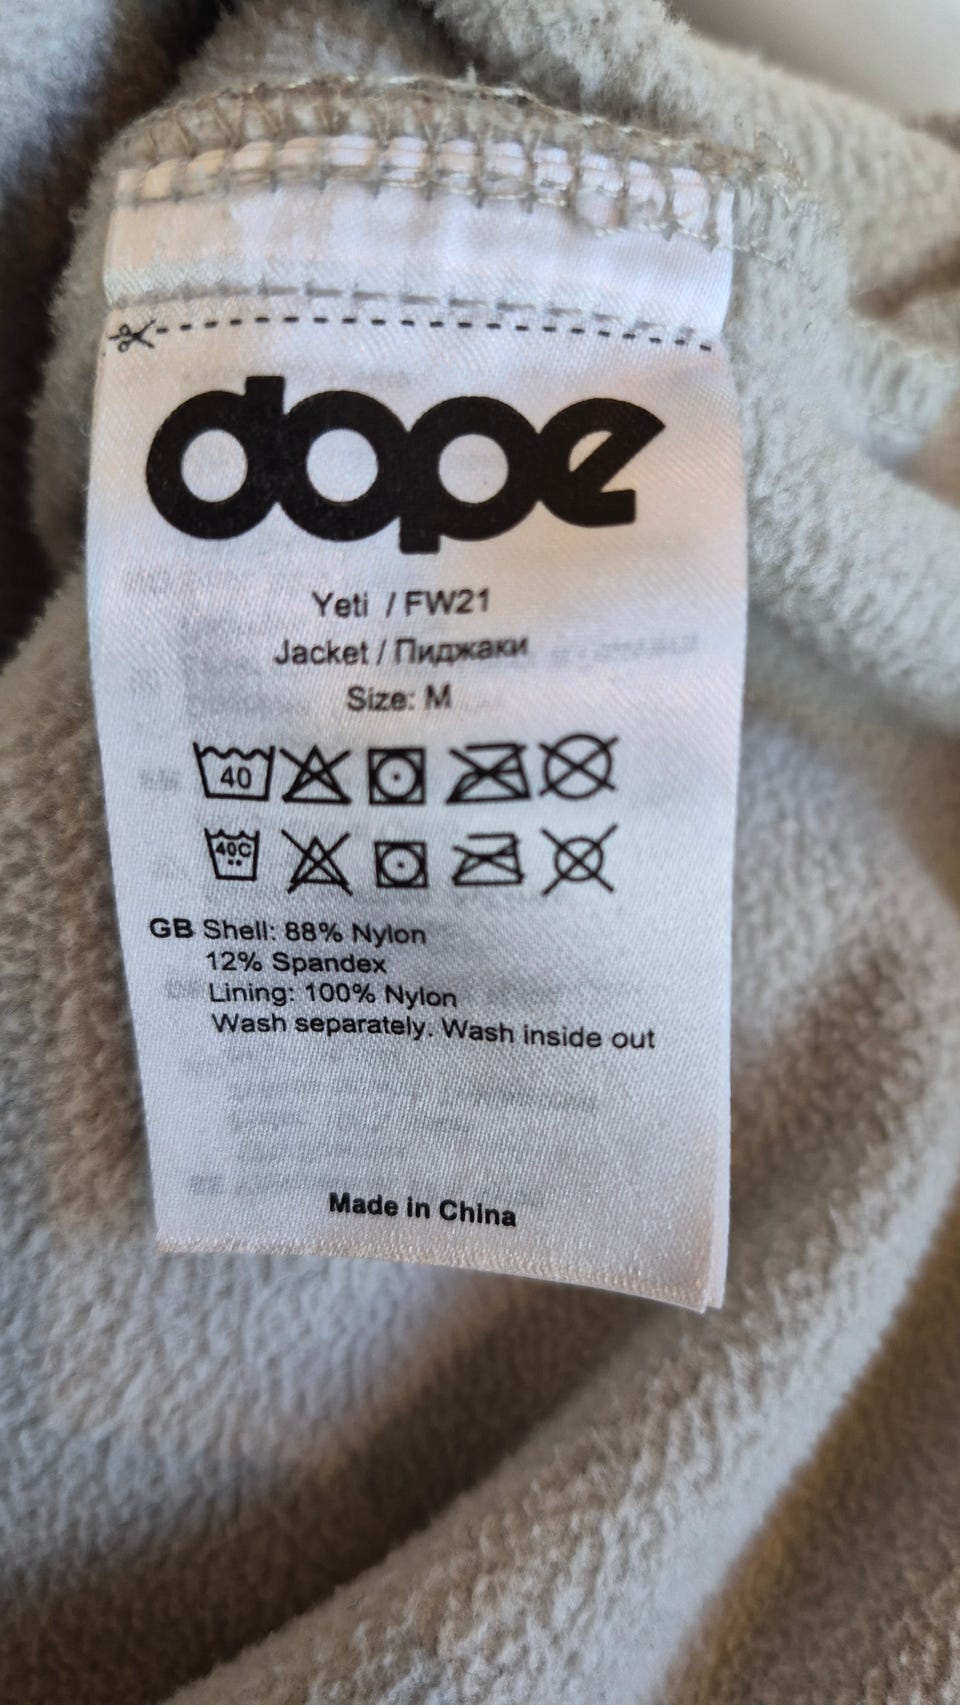 dope
Yeti / FW21
Jacket / Пиджаки
Size: M
40
40C
GB Shell: 88% Nylon
12% Spandex
Lining: 100% Nylon
Wash separately. Wash inside out
Made in China